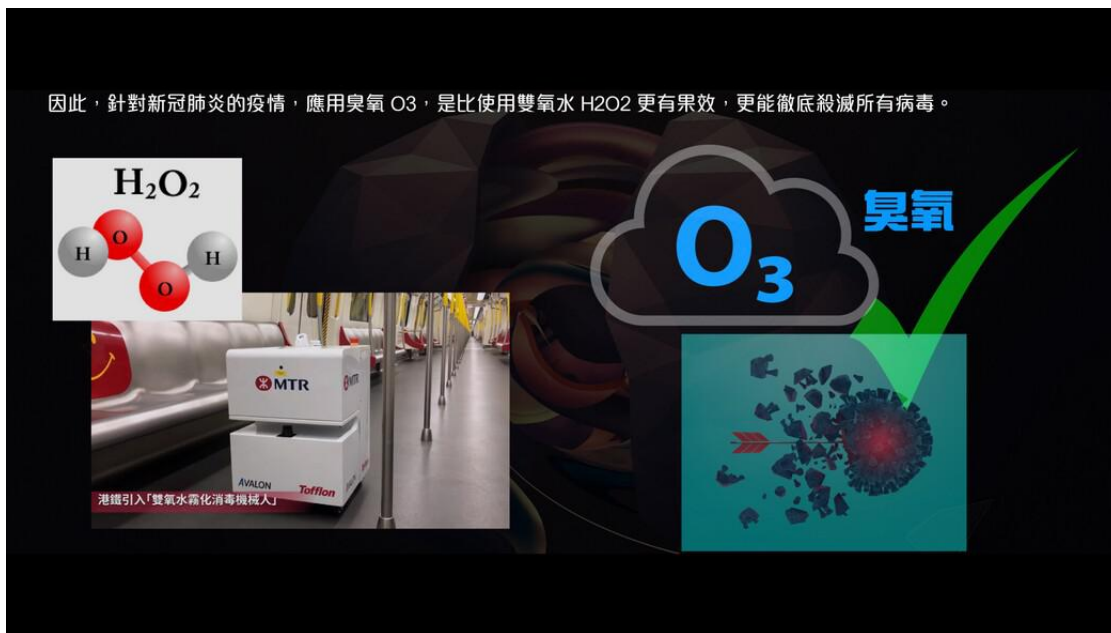 因此，針對新冠肺炎的疫情，應用臭氧 O3，是比使用雙氧水 H2O2 更有果效，更能徹底殺滅所有病毒。
H₂O₂
H
O
O
H
O₃
臭氧
MTR
MTR
AVALON
Tofflon
港鐵引入「雙氧水霧化消毒機械人」